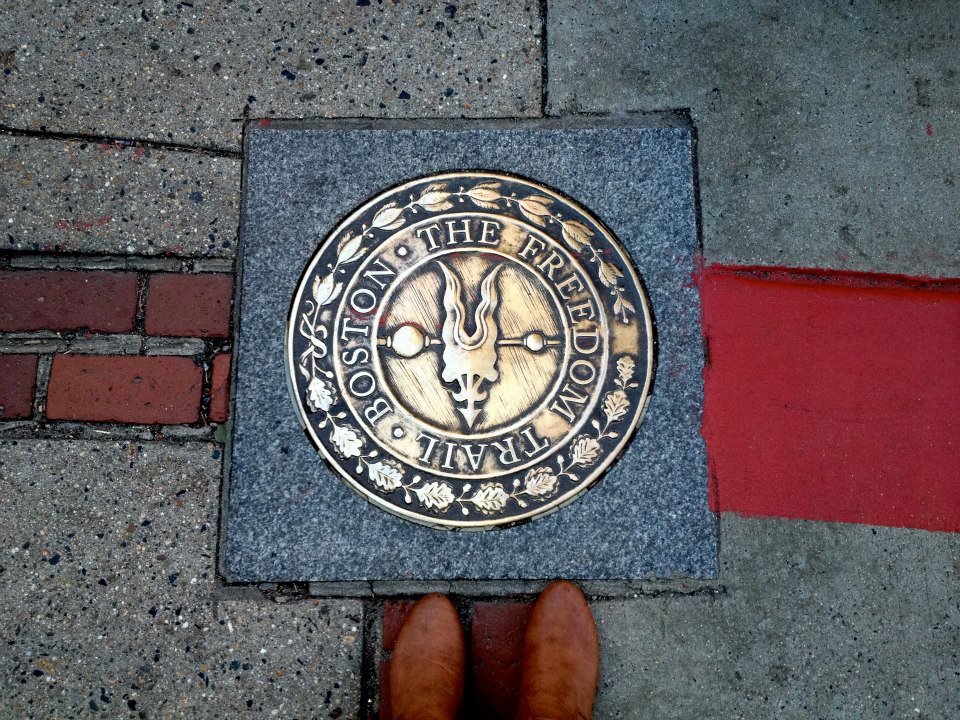 THE FREEDOM TRAIL · BOSTON ·